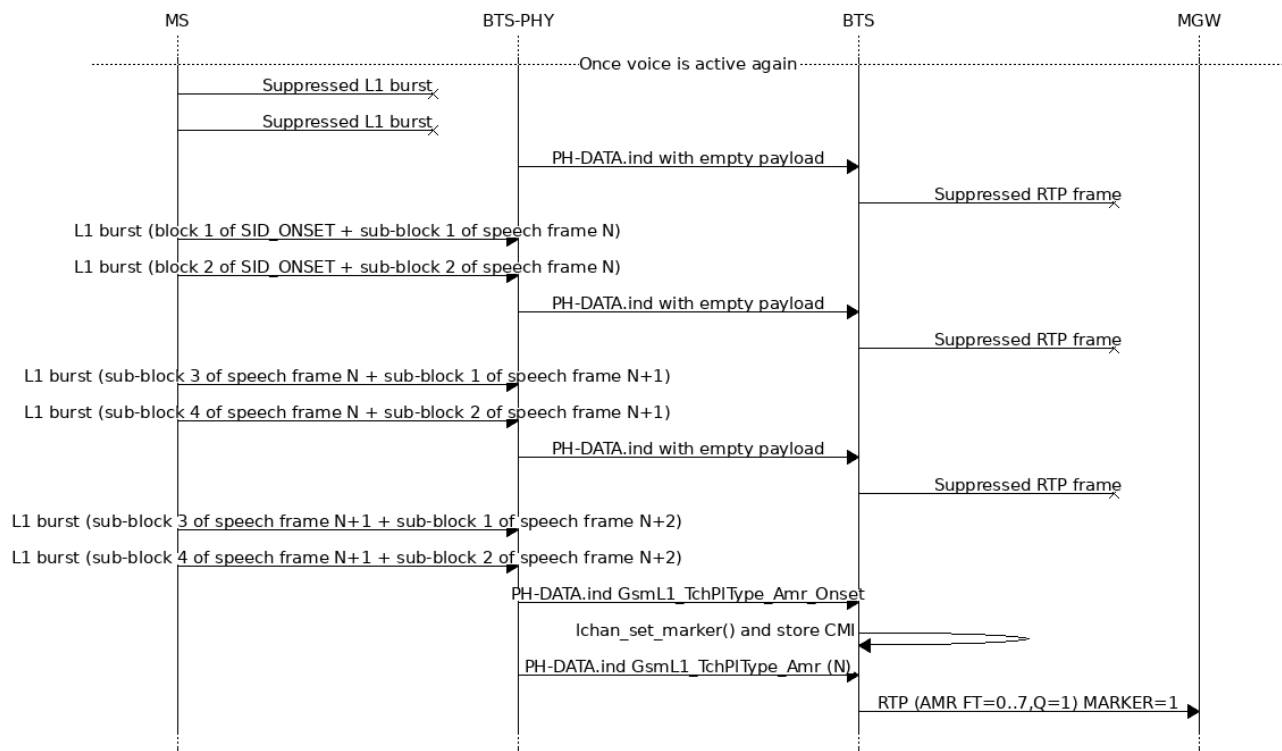 MS BTS-PHY BTS MGW
Once voice is active again
Suppressed L1 burst
Suppressed L1 burst
PH-DATA.ind with empty payload
Suppressed RTP frame
L1 burst (block 1 of SID_ONSET + sub-block 1 of speech frame N)
L1 burst (block 2 of SID_ONSET + sub-block 2 of speech frame N)
PH-DATA.ind with empty payload
Suppressed RTP frame
L1 burst (sub-block 3 of speech frame N + sub-block 1 of speech frame N+1)
L1 burst (sub-block 4 of speech frame N + sub-block 2 of speech frame N+1)
PH-DATA.ind with empty payload
Suppressed RTP frame
L1 burst (sub-block 3 of speech frame N+1 + sub-block 1 of speech frame N+2)
L1 burst (sub-block 4 of speech frame N+1 + sub-block 2 of speech frame N+2)
PH-DATA.ind GsmL1_TchPlType_Amr_Onset
lchan_set_marker() and store CMI
PH-DATA.ind GsmL1_TchPlType_Amr (N)
RTP (AMR FT=0..7,Q=1) MARKER=1